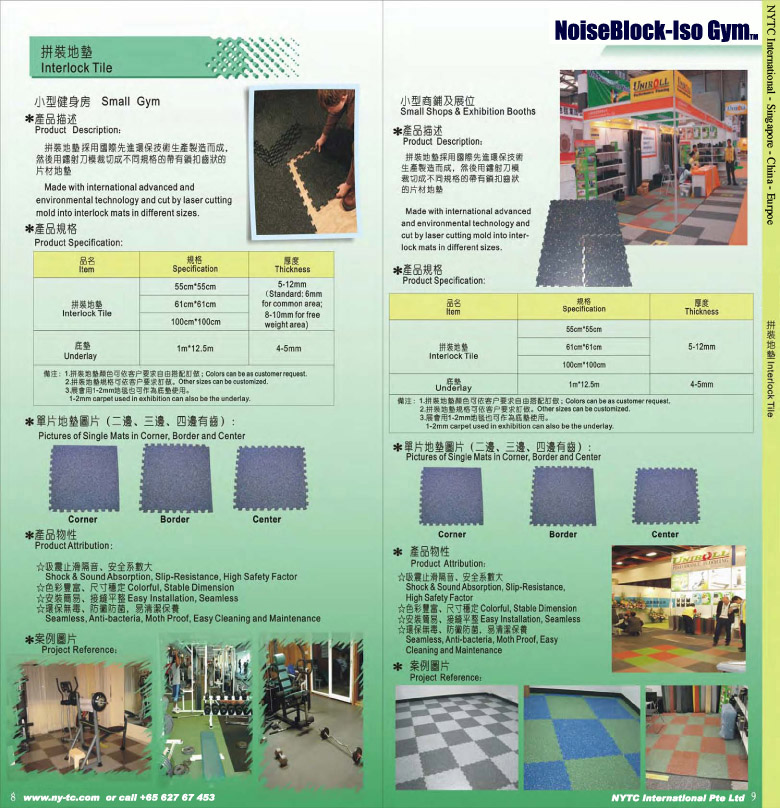 拼裝地墊
Interlock Tile
小型健身房 Small Gym
✱產品描述
Product Description:
拼裝地墊採用國際先進環保技術生產製造而成,
然後用鐳射刀模裁切成不同規格的帶有鎖扣齒狀的
片材地墊
Made with international advanced and
environmental technology and cut by laser cutting
mold into interlock mats in different sizes.
✱產品規格
Product Specification:
品名 規格 厚度
Item Specification Thickness
拼裝地墊
Interlock Tile
55cm*55cm
61cm*61cm
100cm*100cm
5-12mm
(Standard: 6mm
for common area;
8-10mm for free
weight area)
底墊
Underlay
1m*12.5m 4-5mm
備注: 1.拼裝地墊顏色可依客户要求自由搭配訂做; Colors can be as customer request.
2.拼裝地墊規格可依客户要求訂做。Other sizes can be customized.
3.展會用1-2mm地毯也可作為底墊使用。
1-2mm carpet used in exhibition can also be the underlay.
✱單片地墊圖片(二邊、三邊、四邊有齒):
Pictures of Single Mats in Corner, Border and Center
Corner Border Center
✱產品物性
Product Attribution:
☆吸震止滑隔音、安全系數大
Shock & Sound Absorption, Slip-Resistance, High Safety Factor
☆色彩豐富、尺寸穩定 Colorful, Stable Dimension
☆安裝簡易、接縫平整 Easy Installation, Seamless
☆環保無毒、防黴防菌,易清潔保養
Seamless, Anti-bacteria, Moth Proof, Easy Cleaning and Maintenance
✱案例圖片
Project Reference:
8 www.ny-tc.com or call +65 627 67 453
NoiseBlock-Iso Gym TM
小型商鋪及展位
Small Shops & Exhibition Booths
✱產品描述
Product Description:
拼裝地墊採用國際先進環保技術
生產製造而成,然後用鐳射刀模
裁切成不同規格的帶有鎖扣齒狀
的片材地墊
Made with international advanced
and environmental technology and
cut by laser cutting mold into inter-
lock mats in different sizes.
UNIROLL
✱產品規格
Product Specification:
品名 規格 厚度
Item Specification Thickness
拼裝地墊
Interlock Tile
55cm*55cm
61cm*61cm
100cm*100cm
5-12mm
底墊
Underlay
1m*12.5m 4-5mm
備注: 1.拼裝地墊顏色可依客户要求自由搭配訂做; Colors can be as customer request.
2.拼裝地墊規格可依客户要求訂做。Other sizes can be customized.
3.展會用1-2mm地毯也可作為底墊使用。
1-2mm carpet used in exhibition can also be the underlay.
✱單片地墊圖片(二邊、三邊、四邊有齒):
Pictures of Single Mats in Corner, Border and Center
Corner Border Center
✱ 產品物性
Product Attribution:
☆吸震止滑隔音、安全系數大
Shock & Sound Absorption, Slip-Resistance,
High Safety Factor
☆色彩豐富、尺寸穩定 Colorful, Stable Dimension
☆安裝簡易、接縫平整 Easy Installation, Seamless
☆環保無毒、防黴防菌,易清潔保養
Seamless, Anti-bacteria, Moth Proof, Easy
Cleaning and Maintenance
UNIROLL
✱ 案例圖片
Project Reference:
NYTC International Pte Ltd 9
NYTC International - Singapore - China - Eurpoe
拼裝地墊 Interlock Tile